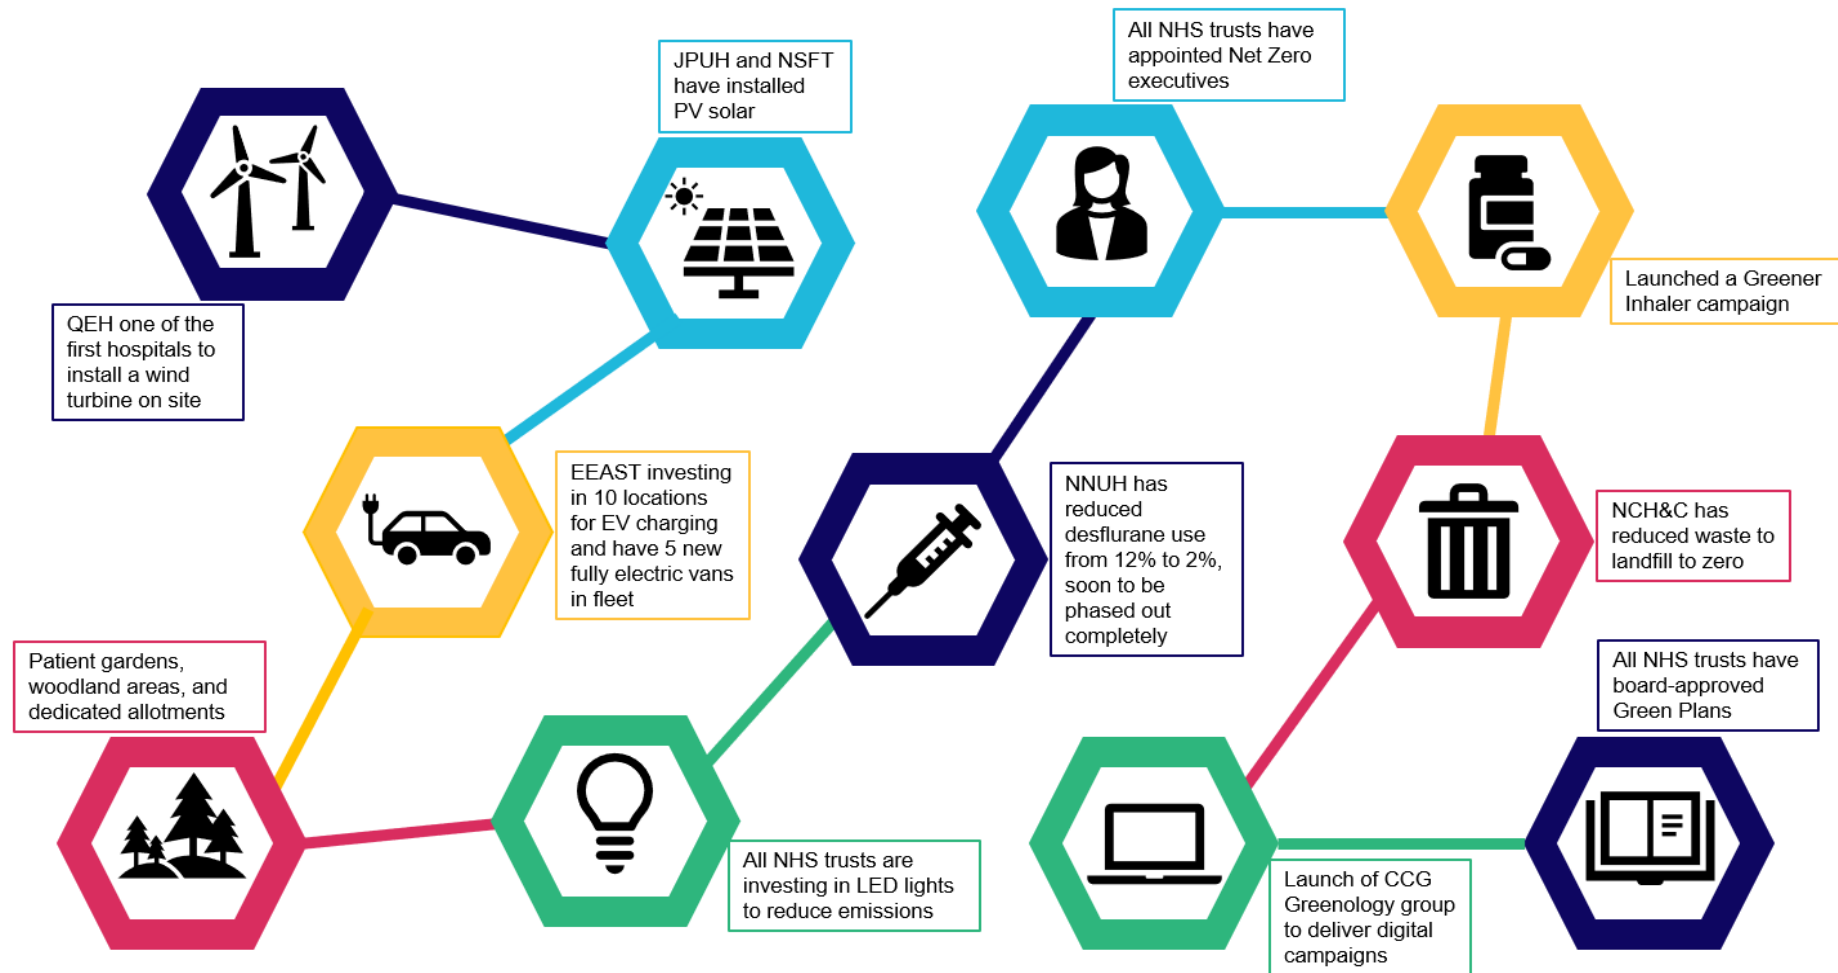 QEH one of the
first hospitals to
install a wind
turbine on site
JPUH and NSFT
have installed
PV solar
EEAST investing
in 10 locations
for EV charging
and have 5 new
fully electric vans
in fleet
Patient gardens,
woodland areas, and
dedicated allotments
All NHS trusts are
investing in LED lights
to reduce emissions
NNUH has
reduced
desflurane use
from 12% to 2%,
soon to be
phased out
completely
All NHS trusts have
appointed Net Zero
executives
Launched a Greener
Inhaler campaign
NCH&C has
reduced waste to
landfill to zero
Launch of CCG
Greenology group
to deliver digital
campaigns
All NHS trusts have
board-approved
Green Plans